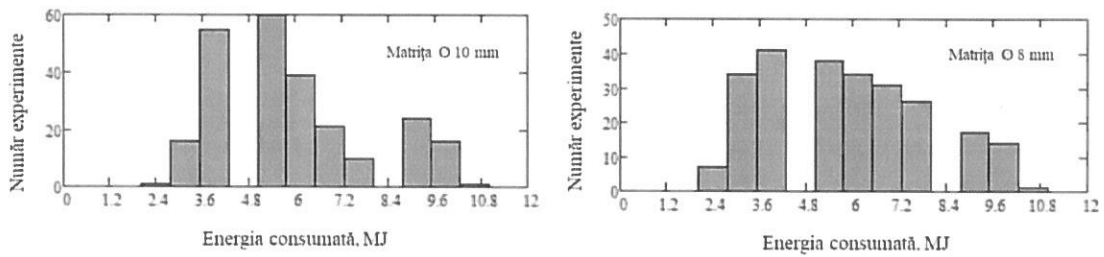 60
40
20
0
Număr experimente
Matrița O 10 mm
0 1.2 2.4 3.6 4.8 6 7.2 8.4 9.6 10.8 12
Energia consumată, MJ
50
40
30
20
10
0
Număr experimente
Matrița O 8 mm
0 1.2 2.4 3.6 4.8 6 7.2 8.4 9.6 10.8 12
Energia consumată, MJ